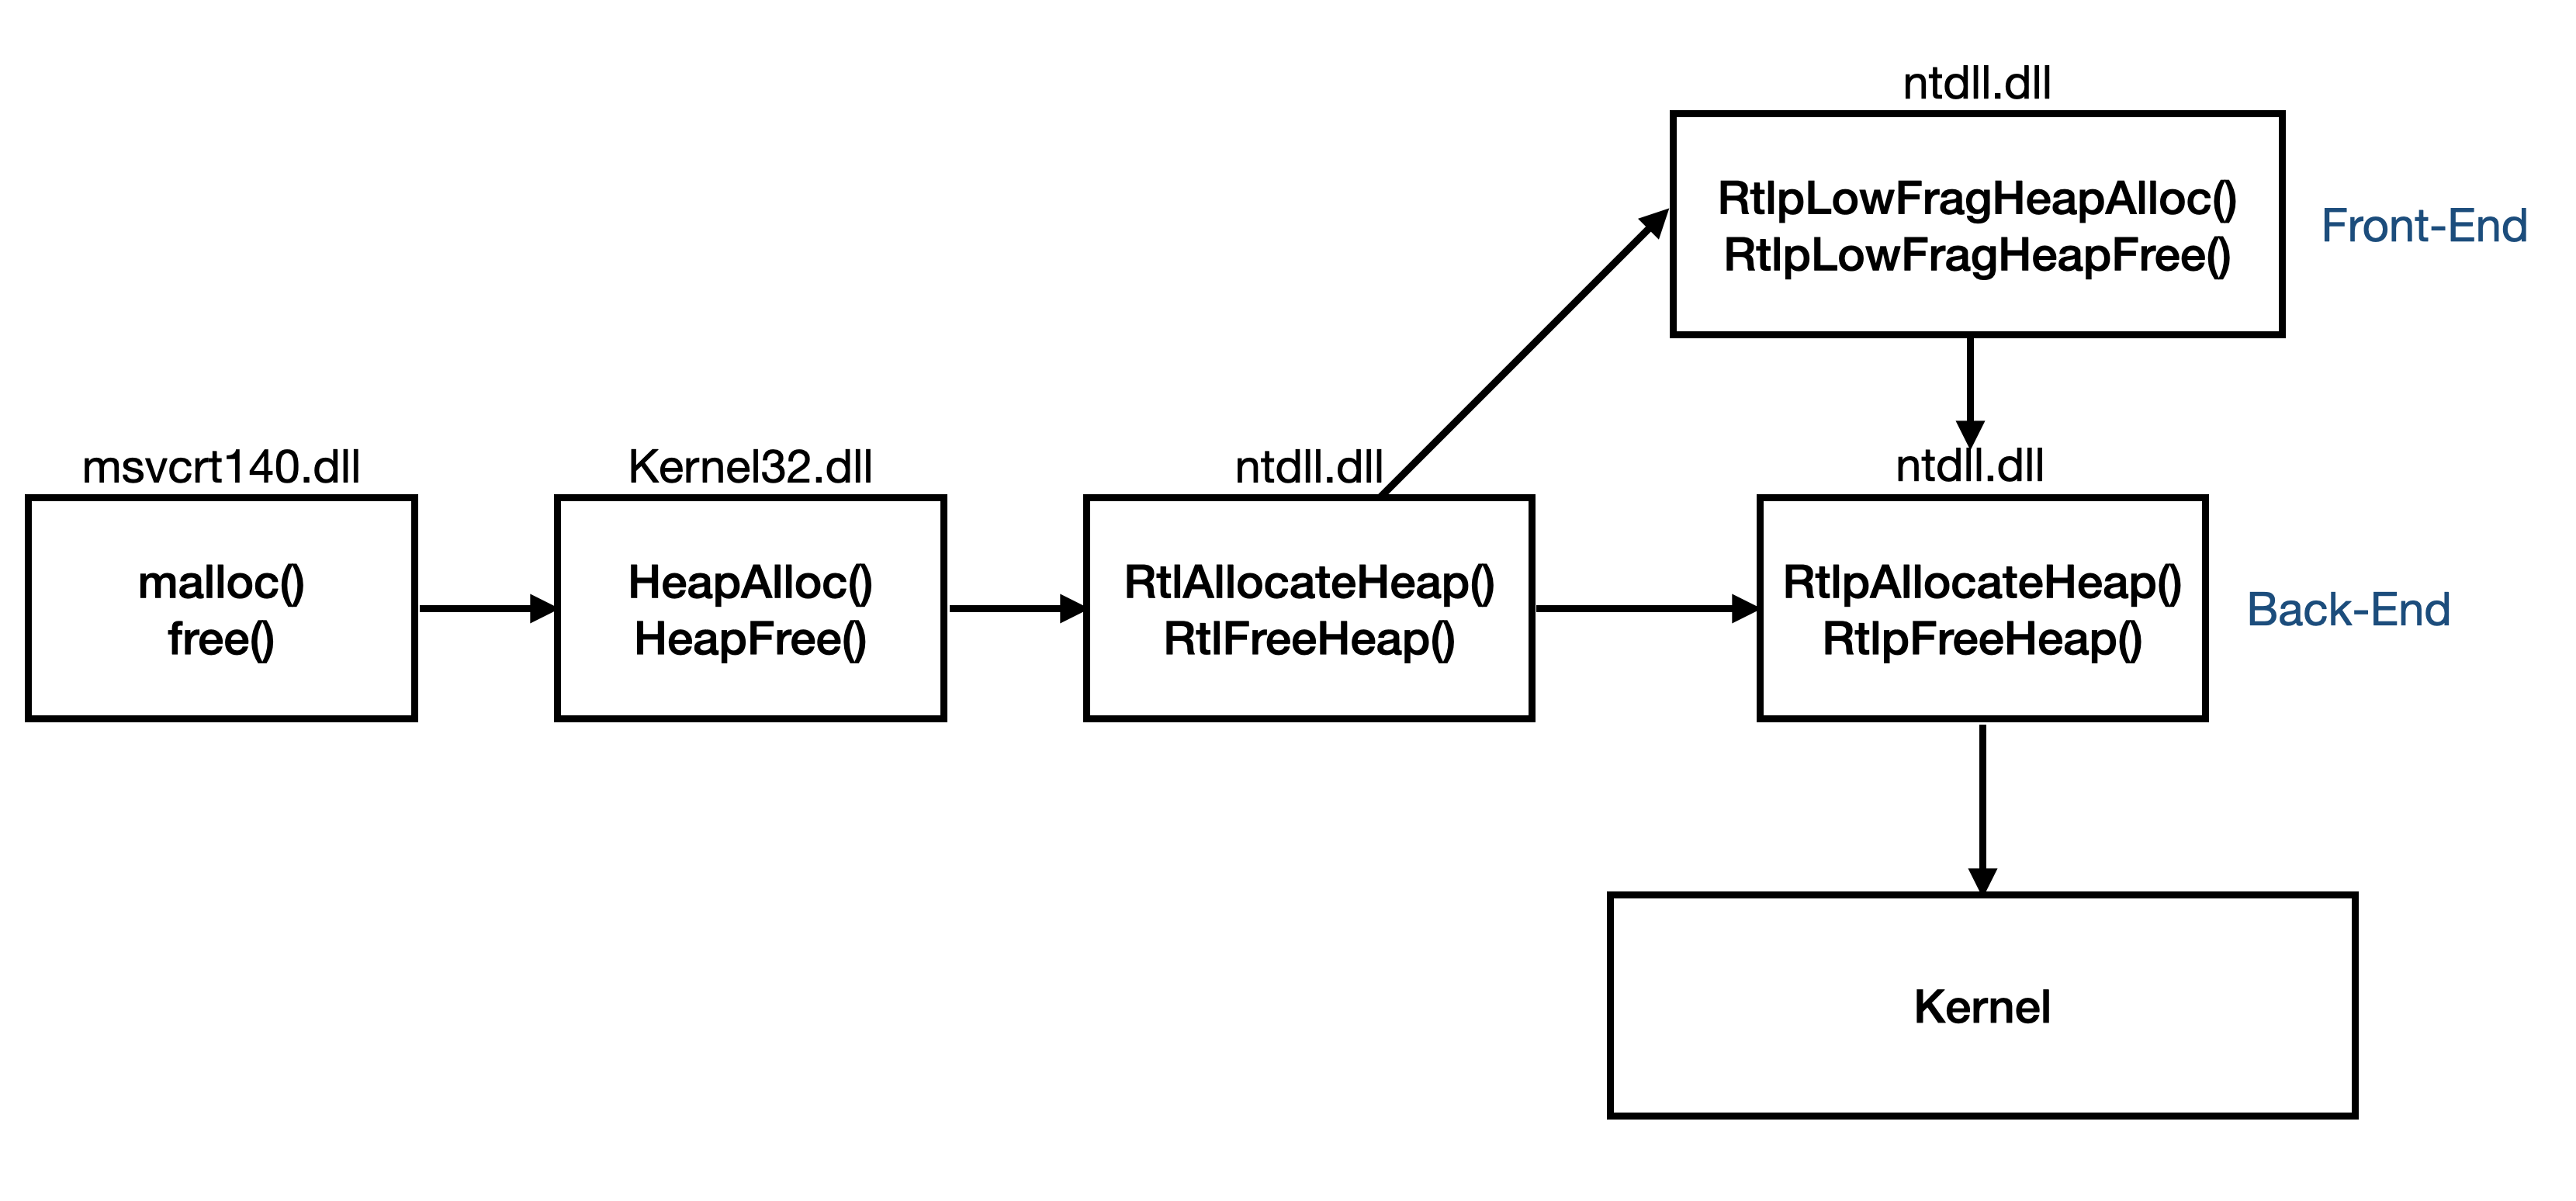 ntdll.dll
RtlpLowFragHeapAlloc()
RtlpLowFragHeapFree()
Front-End
msvcrt140.dll
malloc()
free()
Kernel32.dll
HeapAlloc()
HeapFree()
ntdll.dll
RtlAllocateHeap()
RtlFreeHeap()
ntdll.dll
RtlpAllocateHeap()
RtlpFreeHeap()
Back-End
Kernel